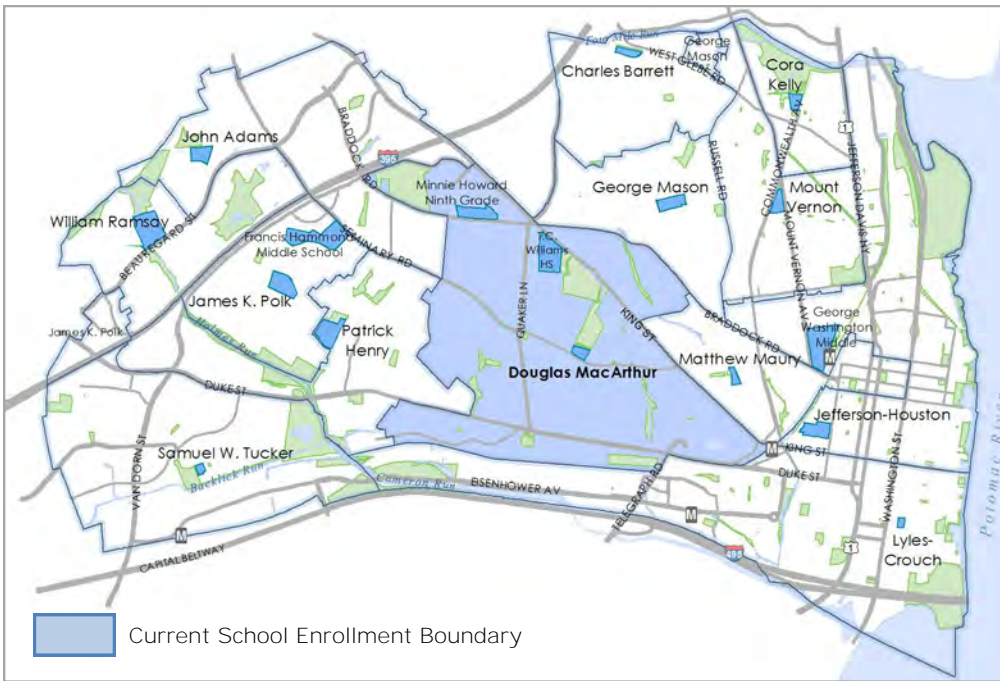 Four Mile Run
George
Mason
WEST GLEBE RD
Charles Barrett
Cora
Kelly
1
JEFFERSON DAVIS HY
COMMONWEALTH AV
John Adams
BRADDOCK RD
395
Minnie Howard
Ninth Grade
RUSSELL RD
George Mason
Mount
Vernon
MOUNT VERNON AV
William Ramsay
BEAUREGARD ST
Francis Hammond
Middle School
SEMINARY RD
T.C.
Williams
HS
QUAKER LN
KING ST
James K. Polk
James K. Polk
Holmes Run
Patrick
Henry
BRADDOCK RD
George
Washington
Middle
M
Matthew Maury
Douglas MacArthur
DUKE ST
Jefferson-Houston
M
KING ST
DUKE ST
WASHINGTON ST
Potomac River
VAN DORN ST
Samuel W. Tucker
Backlick Run
Cameron Run
EISENHOWER AV
TELEGRAPH RD
M
M
CAPITAL BELTWAY
495
1
Lyles-
Crouch
Current School Enrollment Boundary